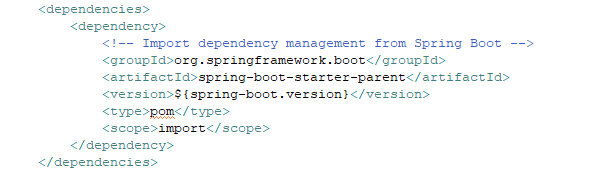 <dependencies>
<dependency>
<!-- Import dependency management from Spring Boot -->
<groupId>org.springframework.boot</groupId>
<artifactId>spring-boot-starter-parent</artifactId>
<version>${spring-boot.version}</version>
<type>pom</type>
<scope>import</scope>
</dependency>
</dependencies>